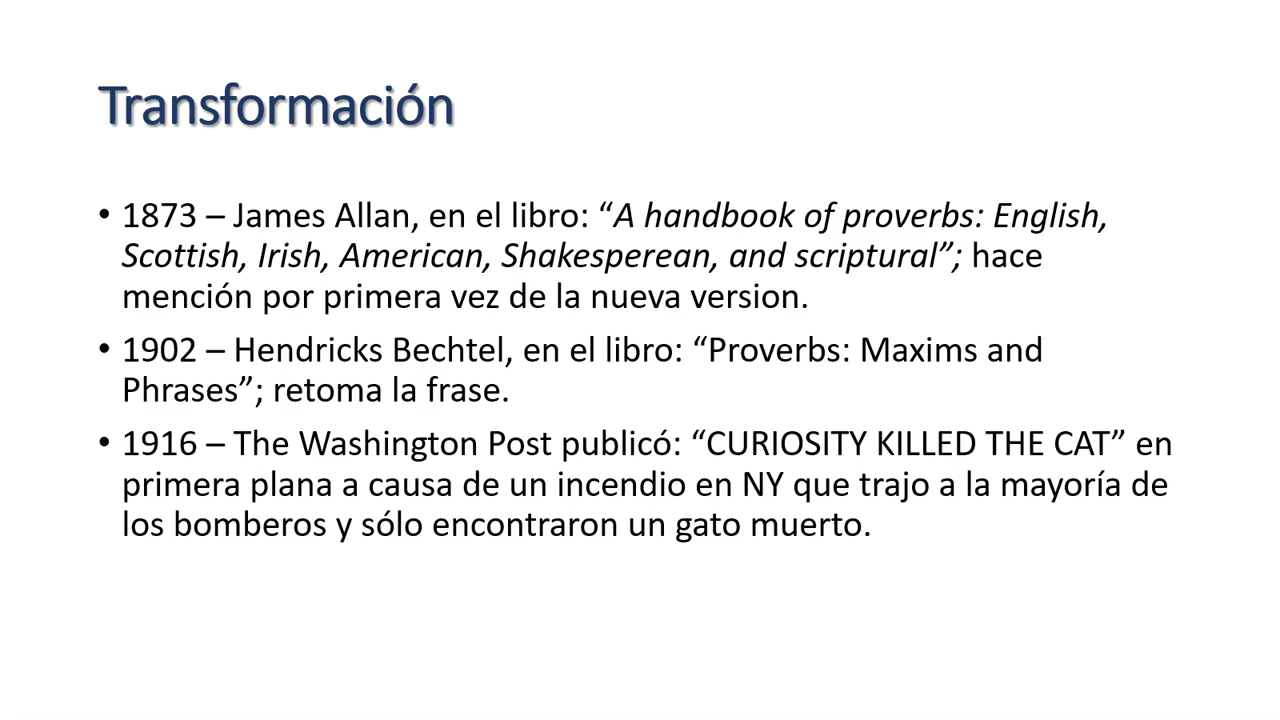 Transformación
• 1873 – James Allan, en el libro: “A handbook of proverbs: English,
Scottish, Irish, American, Shakesperean, and scriptural”; hace
mención por primera vez de la nueva version.
• 1902 – Hendricks Bechtel, en el libro: “Proverbs: Maxims and
Phrases”; retoma la frase.
• 1916 – The Washington Post publicó: “CURIOSITY KILLED THE CAT” en
primera plana a causa de un incendio en NY que trajo a la mayoría de
los bomberos y sólo encontraron un gato muerto.